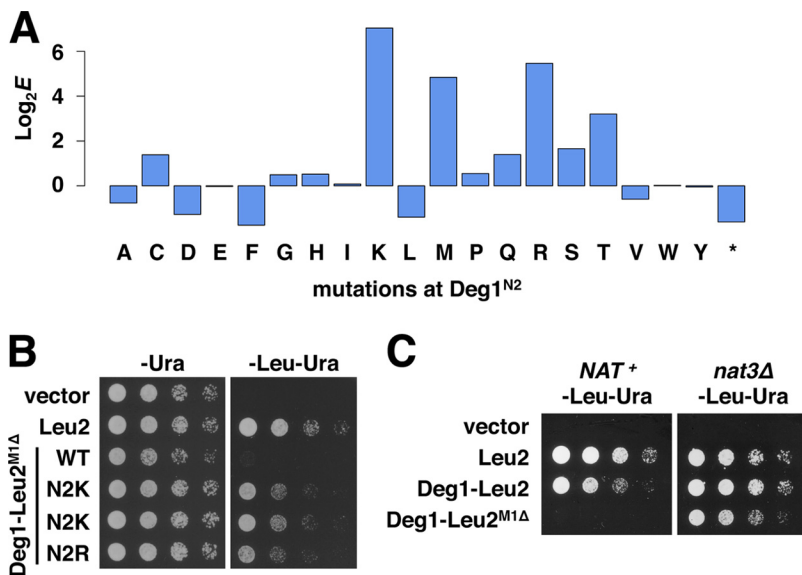 A
Log₂E
6
4
2
0
A C D E F G H I K L M P Q R S T V W Y *
mutations at Deg1ᴺ²
B
-Ura -Leu-Ura
vector
Leu2
WT
N2K
N2K
N2R
Deg1-Leu2ᴹ¹Δ
C
NAT⁺ nat3Δ
-Leu-Ura -Leu-Ura
vector
Leu2
Deg1-Leu2
Deg1-Leu2ᴹ¹Δ